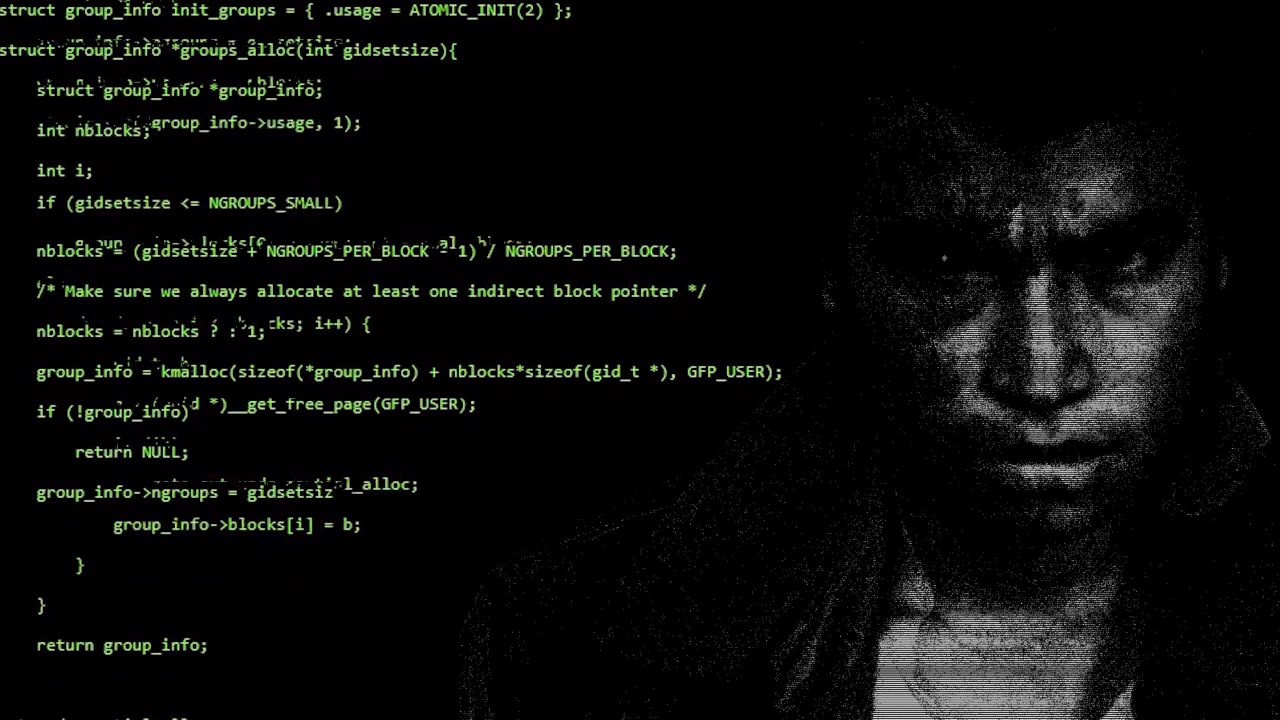 struct group_info init_groups = { .usage = ATOMIC_INIT(2) };
struct group_info *groups_alloc(int gidsetsize){
struct group_info *group_info;
group_info->usage, 1);
int nblocks;
int i;
if (gidsetsize <= NGROUPS_SMALL)
nblocks = (gidsetsize + NGROUPS_PER_BLOCK - 1) / NGROUPS_PER_BLOCK;
/* Make sure we always allocate at least one indirect block pointer */
nblocks = nblocks ? : 1;
i++) {
group_info = kmalloc(sizeof(*group_info) + nblocks*sizeof(gid_t *), GFP_USER);
*)__get_free_page(GFP_USER);
if (!group_info)
return NULL;
group_info->ngroups = gidsetsiz
group_info->blocks[i] = b;
}
}
return group_info;